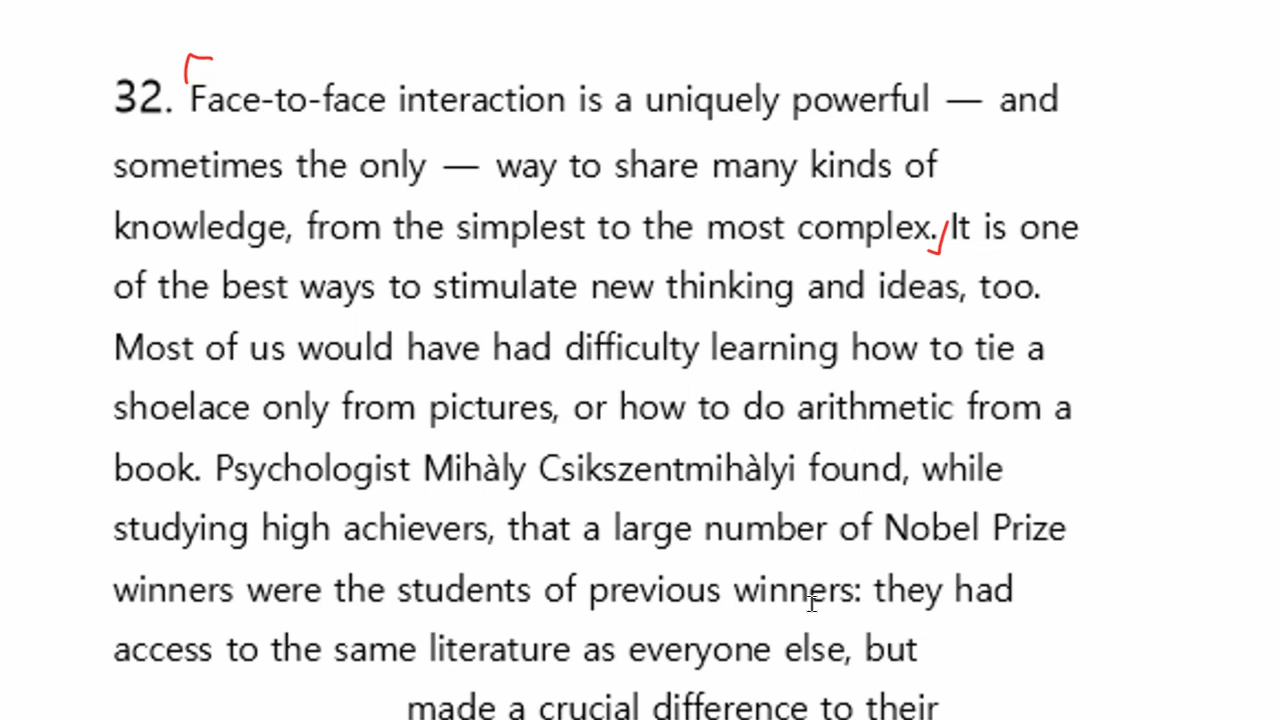 32. Face-to-face interaction is a uniquely powerful — and
sometimes the only — way to share many kinds of
knowledge, from the simplest to the most complex. It is one
of the best ways to stimulate new thinking and ideas, too.
Most of us would have had difficulty learning how to tie a
shoelace only from pictures, or how to do arithmetic from a
book. Psychologist Mihàly Csikszentmihàlyi found, while
studying high achievers, that a large number of Nobel Prize
winners were the students of previous winners: they had
access to the same literature as everyone else, but
made a crucial difference to their